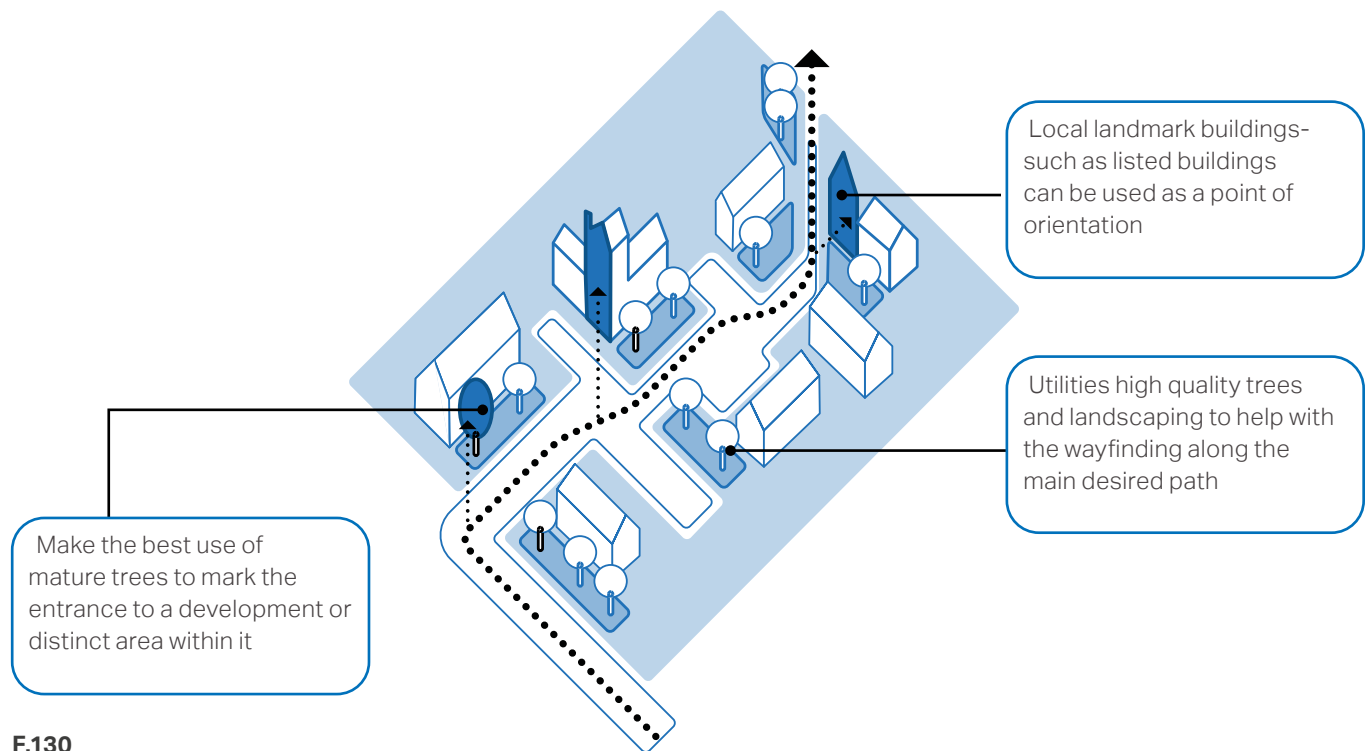 Local landmark buildings-
such as listed buildings
can be used as a point of
orientation
Utilities high quality trees
and landscaping to help with
the wayfinding along the
main desired path
Make the best use of
mature trees to mark the
entrance to a development or
distinct area within it
F.130